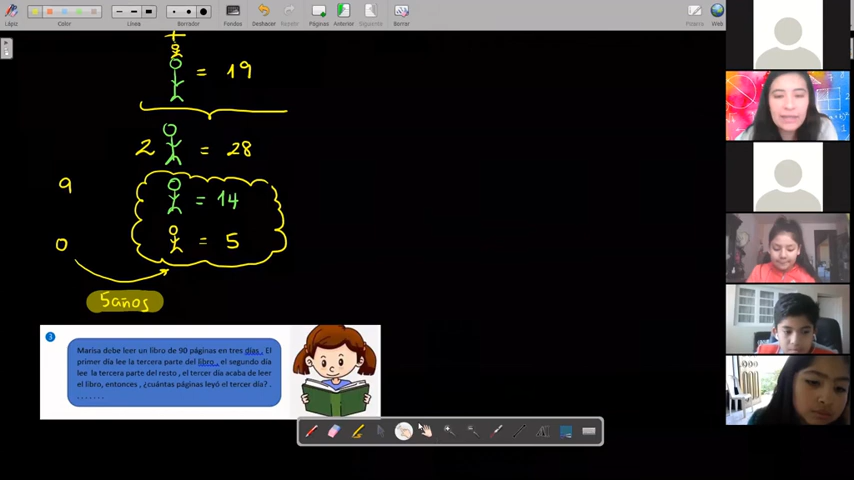 Lápiz
Color
Línea
Borrador
Fondos
Deshacer
Rehacer
Páginas
Anterior
Siguiente
Borrar
Pizarra
Web
= 19
2 = 28
9
= 14
0
= 5
5 años
3
Marisa debe leer un libro de 90 páginas en tres días . El
primer día lee la tercera parte del libro , el segundo día
lee la tercera parte del resto , el tercer día acaba de leer
el libro, entonces , ¿cuántas páginas leyó el tercer día? .
. . . . . . .